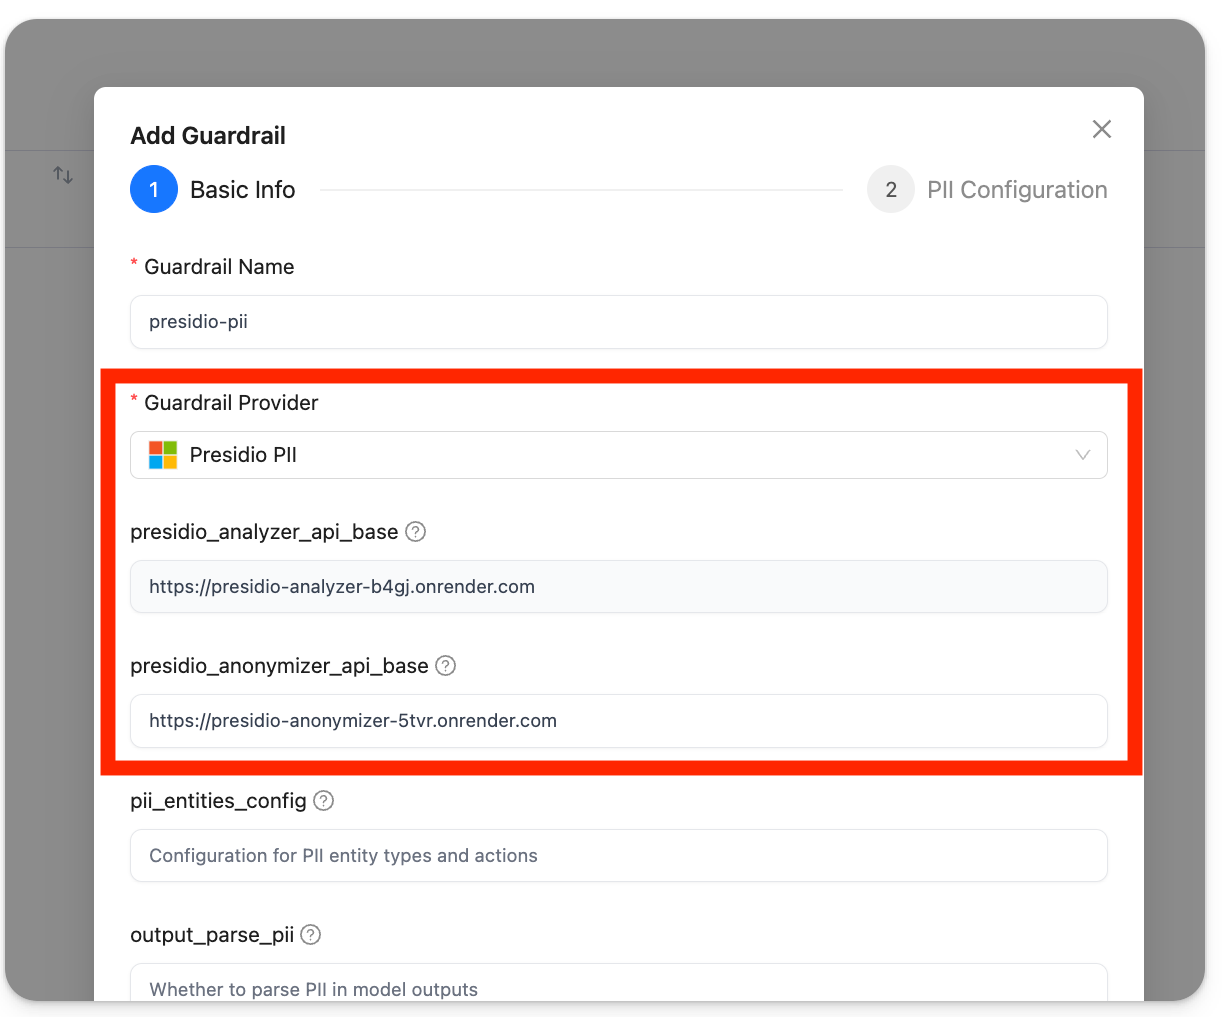 Add Guardrail
1 Basic Info
2 PII Configuration
* Guardrail Name
presidio-pii
* Guardrail Provider
Presidio PII
presidio_analyzer_api_base ?
https://presidio-analyzer-b4gj.onrender.com
presidio_anonymizer_api_base ?
https://presidio-anonymizer-5tvr.onrender.com
pii_entities_config ?
Configuration for PII entity types and actions
output_parse_pii ?
Whether to parse PII in model outputs